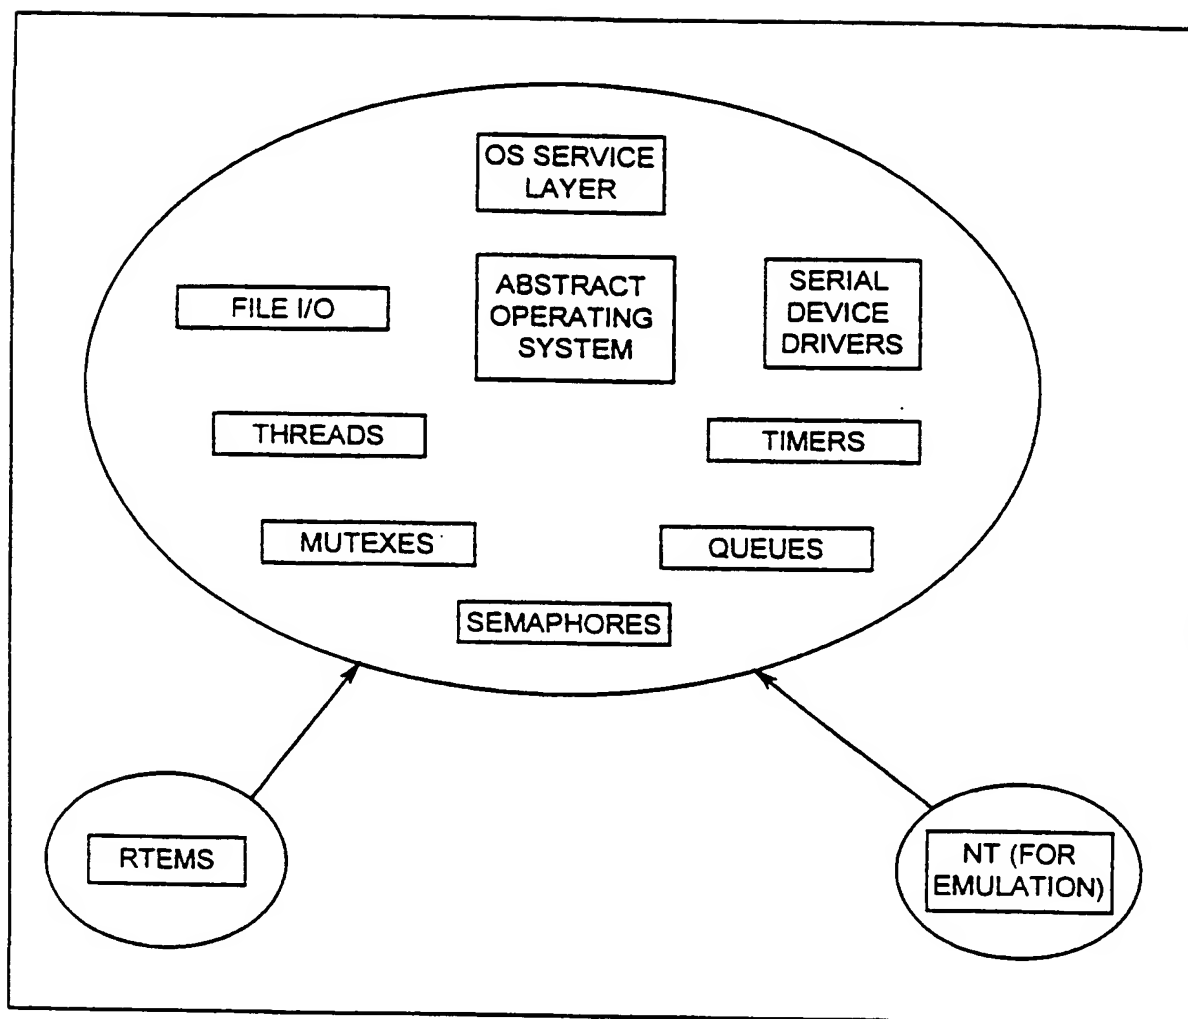 OS SERVICE
LAYER
FILE I/O
ABSTRACT
OPERATING
SYSTEM
SERIAL
DEVICE
DRIVERS
THREADS
TIMERS
MUTEXES
QUEUES
SEMAPHORES
RTEMS
NT (FOR
EMULATION)